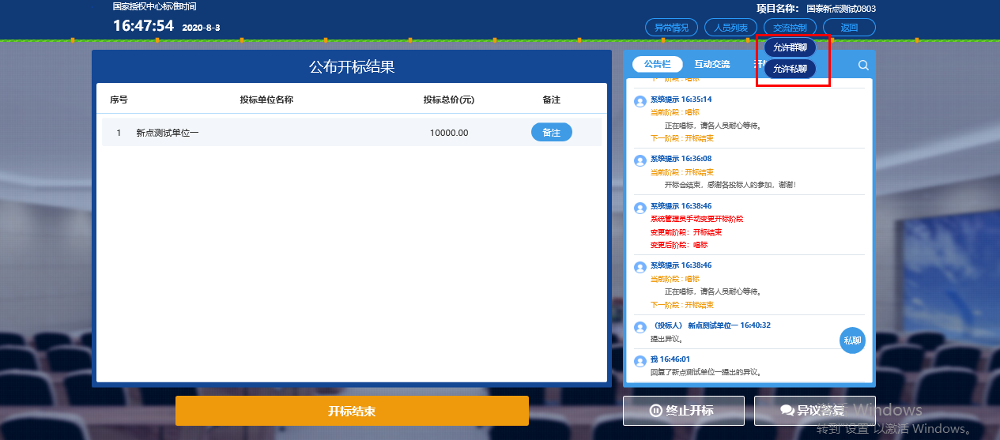 国家授权中心标准时间
16:47:54 2020-8-3
项目名称： 国泰新点测试0803
异常情况 人员列表 交流控制 返回
允许群聊
允许私聊
公布开标结果
序号 投标单位名称 投标总价(元) 备注
1 新点测试单位一 10000.00 备注
公告栏 互动交流
下一阶段 : 唱标
系统提示 16:35:14
当前阶段 : 唱标
正在唱标，请各人员耐心等待。
下一阶段 : 开标结束
系统提示 16:36:08
当前阶段 : 开标结束
开标会结束，感谢各投标人的参加，谢谢!
系统提示 16:38:46
系统管理员手动变更开标阶段
变更前阶段：开标结束
变更后阶段：唱标
系统提示 16:38:46
当前阶段 : 唱标
正在唱标，请各人员耐心等待。
下一阶段 : 开标结束
（投标人） 新点测试单位一 16:40:32
提出异议。
私聊
我 16:46:01
回复了新点测试单位一提出的异议。
开标结束
终止开标
异议答复
激活 Windows
转到"设置"以激活 Windows。